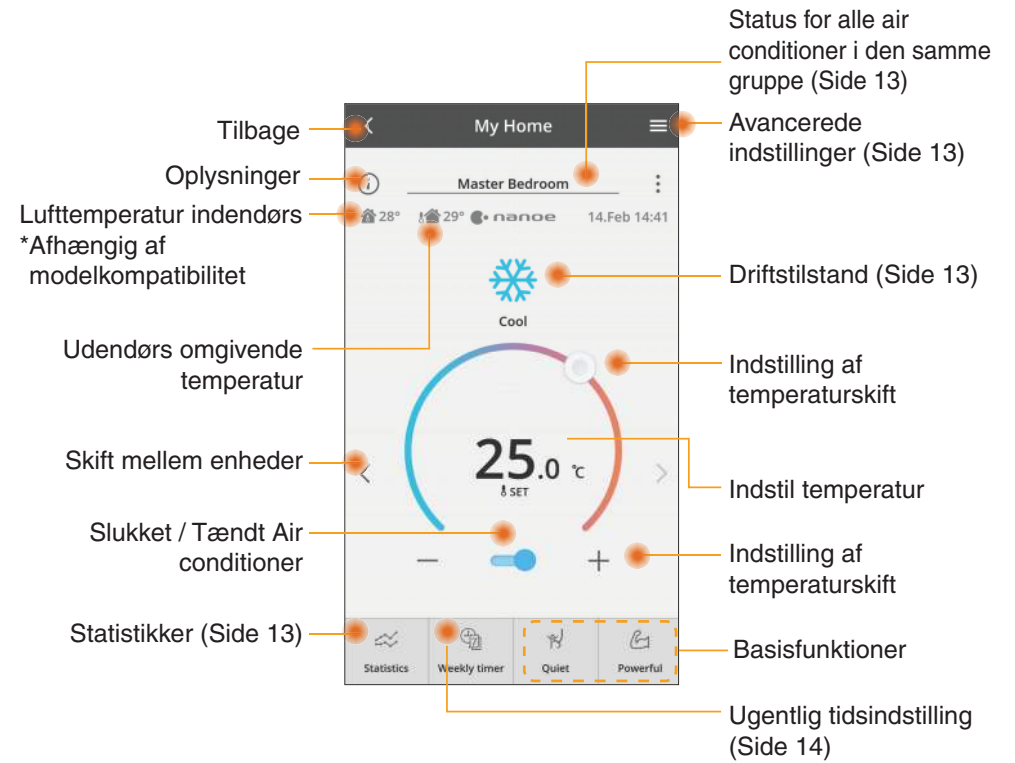 Status for alle air
conditioner i den samme
gruppe (Side 13)
Tilbage
My Home
Avancerede
indstillinger (Side 13)
Oplysninger
Master Bedroom
Lufttemperatur indendørs
*Afhængig af
modelkompatibilitet
28° 29° nanoe 14.Feb 14:41
Driftstilstand (Side 13)
Cool
Udendørs omgivende
temperatur
Indstilling af
temperaturskift
Skift mellem enheder
25.0 °C
SET
Indstil temperatur
Slukket / Tændt Air
conditioner
Indstilling af
temperaturskift
Statistikker (Side 13)
Statistics Weekly timer Quiet Powerful
Basisfunktioner
Ugentlig tidsindstilling
(Side 14)